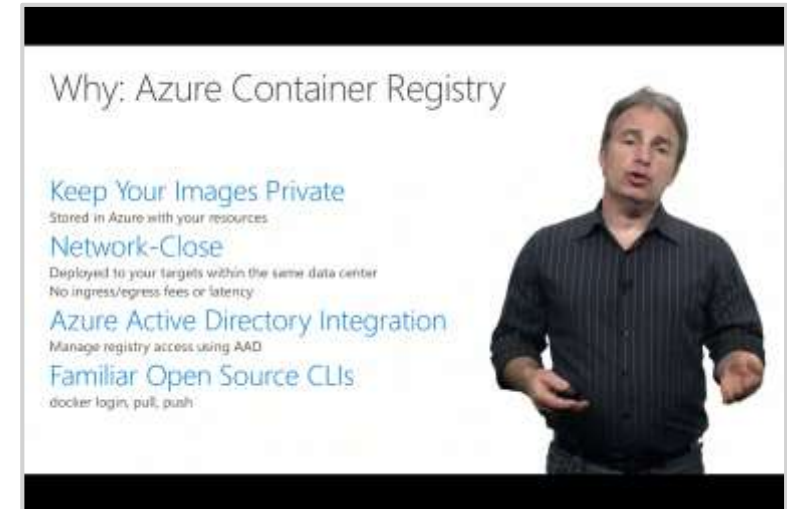 Why: Azure Container Registry
Keep Your Images Private
Stored in Azure with your resources
Network-Close
Deployed to your targets within the same data center
No ingress/egress fees or latency
Azure Active Directory Integration
Manage registry access using AAD
Familiar Open Source CLIs
docker login, pull, push